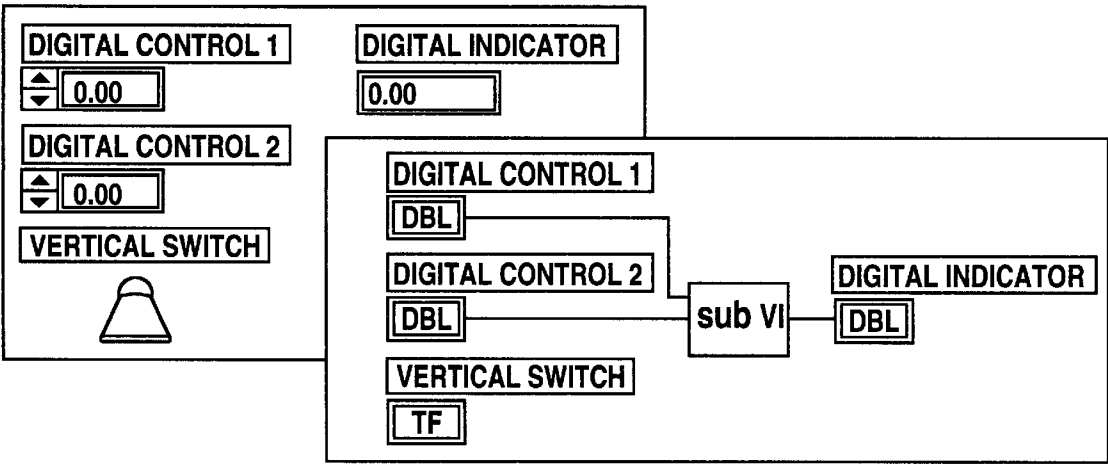 DIGITAL CONTROL 1
0.00
DIGITAL INDICATOR
0.00
DIGITAL CONTROL 2
0.00
VERTICAL SWITCH
DIGITAL CONTROL 1
DBL
DIGITAL CONTROL 2
DBL
VERTICAL SWITCH
TF
sub VI
DIGITAL INDICATOR
DBL